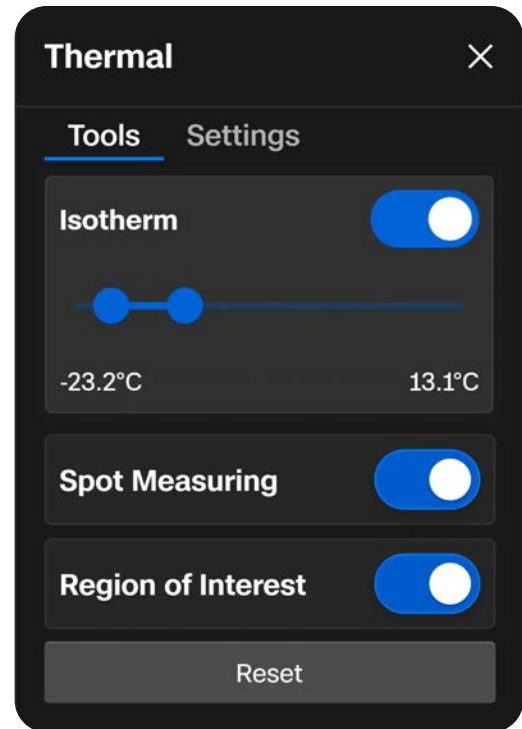 Thermal
Tools Settings
Isotherm
-23.2°C 13.1°C
Spot Measuring
Region of Interest
Reset